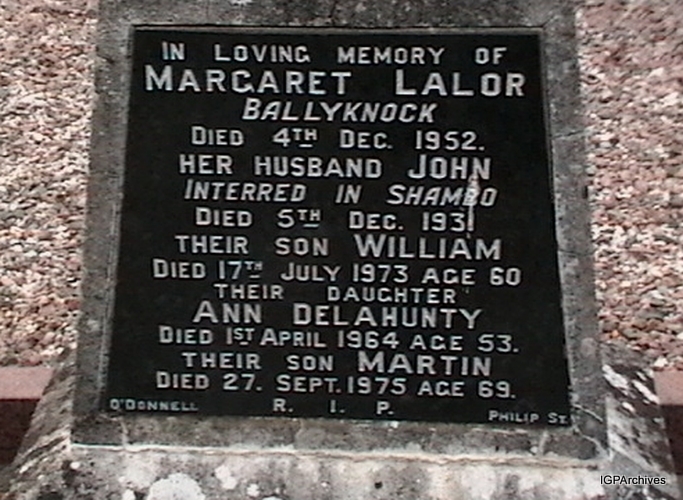 IN LOVING MEMORY OF
MARGARET LALOR
BALLYKNOCK
DIED 4TH DEC. 1952.
HER HUSBAND JOHN
INTERRED IN SHAMBO
DIED 5TH DEC. 1931
THEIR SON WILLIAM
DIED 17TH JULY 1973 AGE 60
THEIR DAUGHTER
ANN DELAHUNTY
DIED 1ST APRIL 1964 AGE 53.
THEIR SON MARTIN
DIED 27. SEPT. 1975 AGE 69.
R. I. P.
O'DONNELL PHILIP ST.
IGPArchives